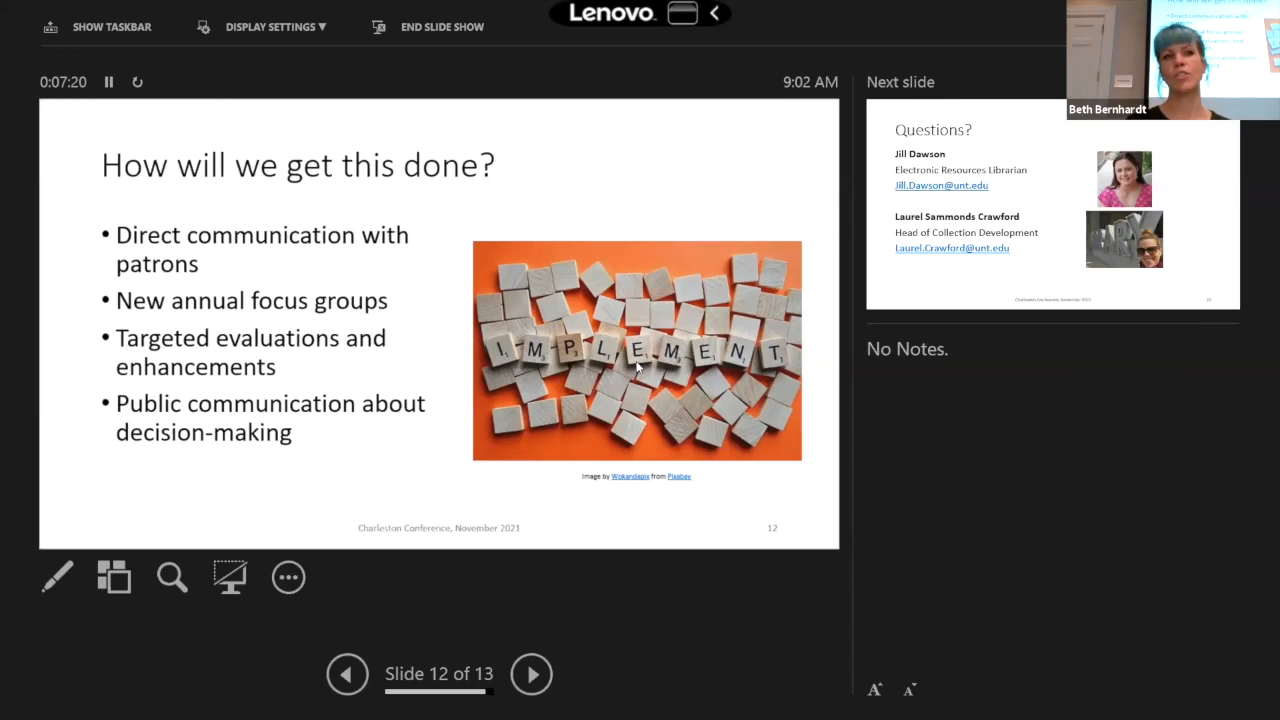 SHOW TASKBAR
DISPLAY SETTINGS ▼
END SLIDE SHOW
Lenovo
0:07:20
9:02 AM
Next slide
Beth Bernhardt
How will we get this done?
• Direct communication with
patrons
• New annual focus groups
• Targeted evaluations and
enhancements
• Public communication about
decision-making
I M P L E M E N T
Image by Wokandapix from Pixabay
Charleston Conference, November 2021
12
Questions?
Jill Dawson
Electronic Resources Librarian
Jill.Dawson@unt.edu
Laurel Sammonds Crawford
Head of Collection Development
Laurel.Crawford@unt.edu
Charleston Conference, November 2021
No Notes.
Slide 12 of 13
A A